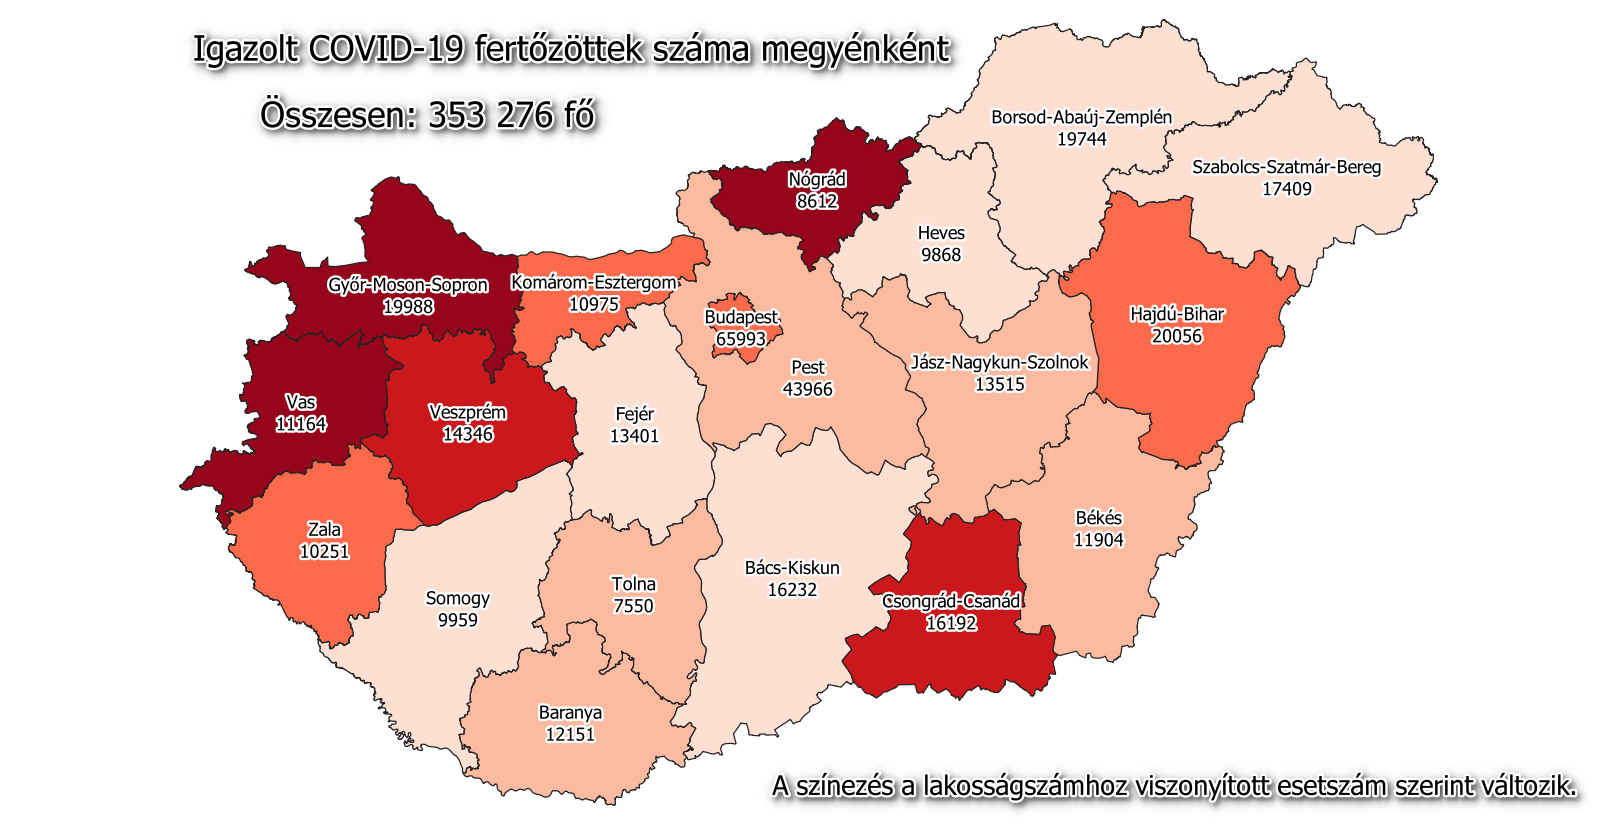 Igazolt COVID-19 fertőzöttek száma megyénként
Összesen: 353 276 fő
Borsod-Abaúj-Zemplén
19744
Szabolcs-Szatmár-Bereg
17409
Nógrád
8612
Heves
9868
Győr-Moson-Sopron
19988
Komárom-Esztergom
10975
Budapest
65993
Hajdú-Bihar
20056
Pest
43966
Jász-Nagykun-Szolnok
13515
Vas
11164
Veszprém
14346
Fejér
13401
Zala
10251
Békés
11904
Somogy
9959
Tolna
7550
Bács-Kiskun
16232
Csongrád-Csanád
16192
Baranya
12151
A színezés a lakosságszámhoz viszonyított esetszám szerint változik.